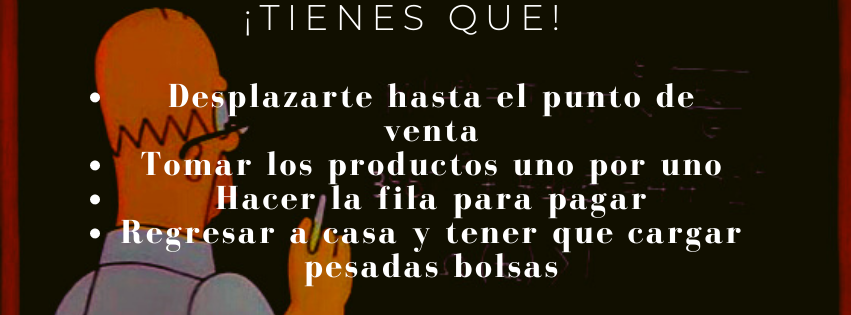 ¡TIENES QUE!
• Desplazarte hasta el punto de
venta
• Tomar los productos uno por uno
• Hacer la fila para pagar
• Regresar a casa y tener que cargar
pesadas bolsas